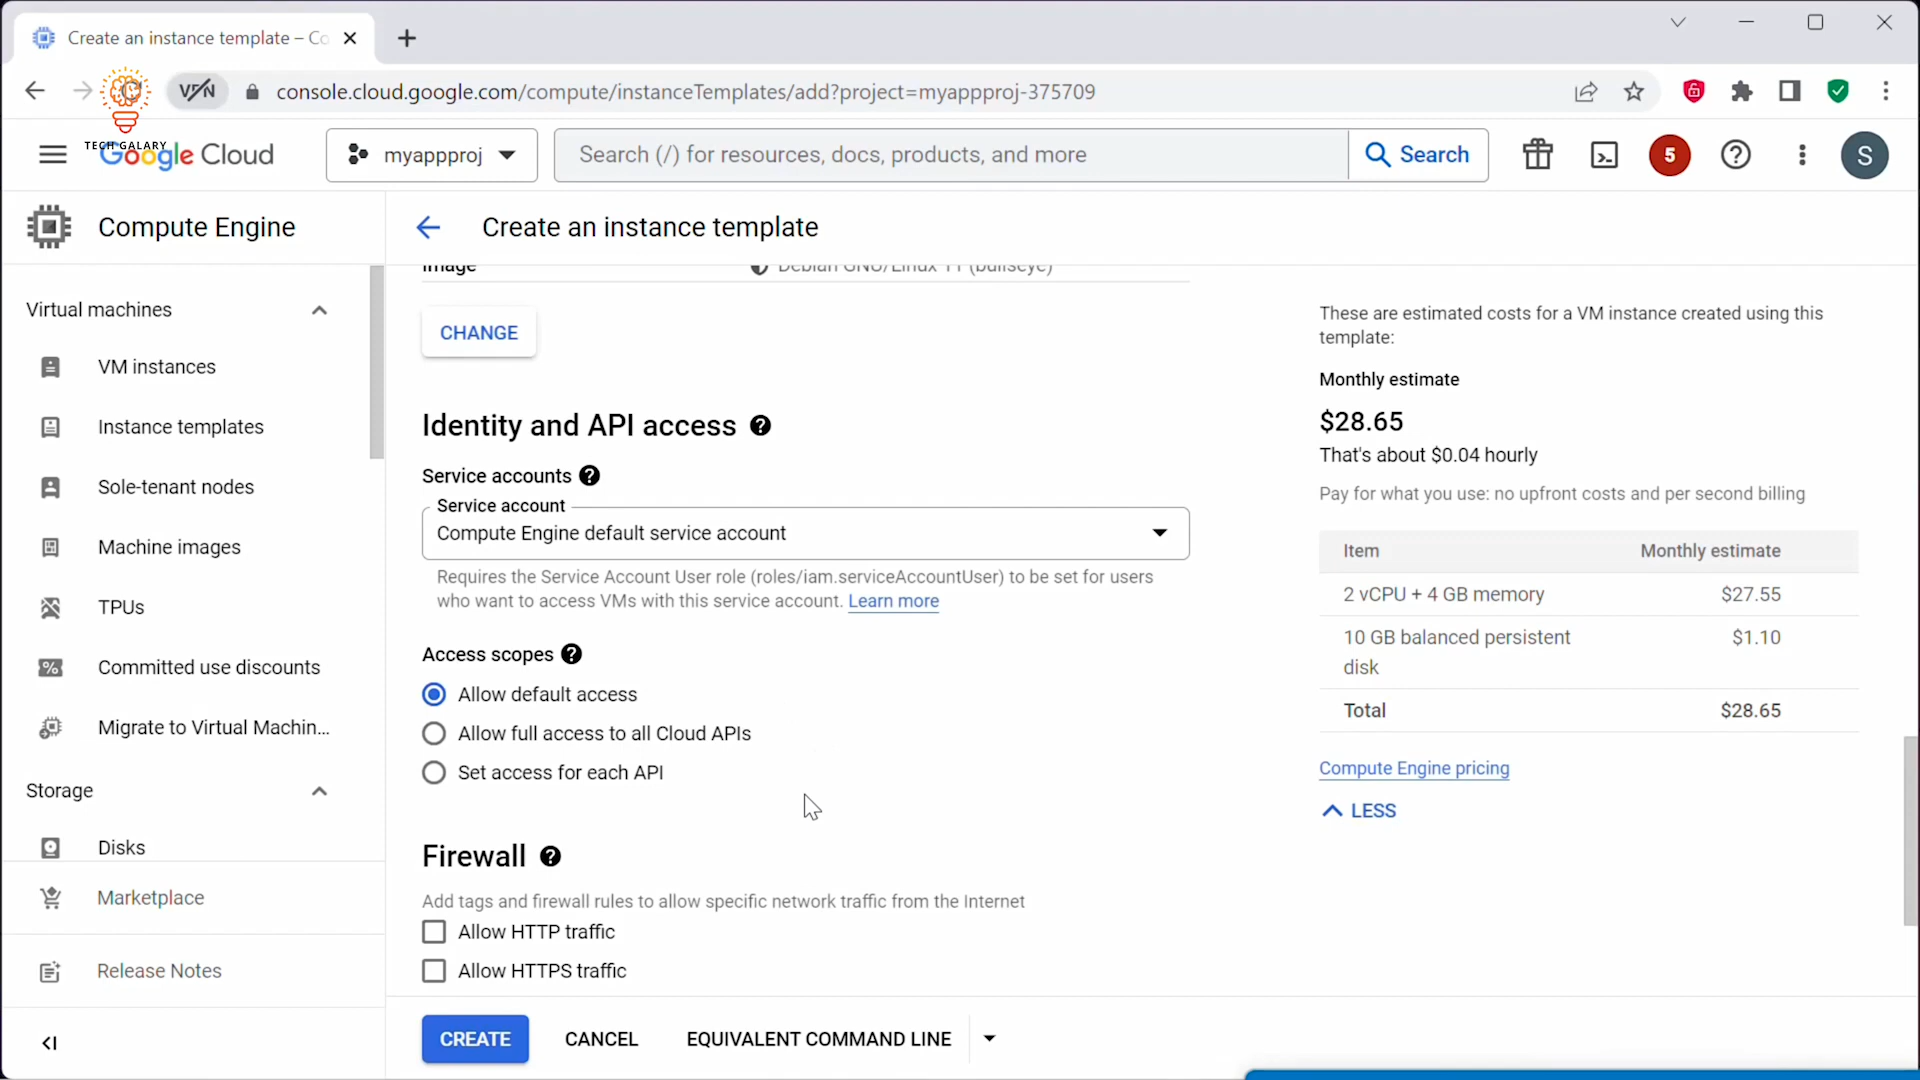 Create an instance template – Co
VPN
console.cloud.google.com/compute/instanceTemplates/add?project=myappproj-375709
TECH GALARY
Google Cloud
myappproj
Search (/) for resources, docs, products, and more
Search
5
S
Compute Engine
Create an instance template
Virtual machines
VM instances
Instance templates
Sole-tenant nodes
Machine images
TPUs
Committed use discounts
Migrate to Virtual Machin...
Storage
Disks
Marketplace
Release Notes
Image
Debian GNU/Linux 11 (bullseye)
CHANGE
Identity and API access
Service accounts
Service account
Compute Engine default service account
Requires the Service Account User role (roles/iam.serviceAccountUser) to be set for users
who want to access VMs with this service account. Learn more
Access scopes
Allow default access
Allow full access to all Cloud APIs
Set access for each API
Firewall
Add tags and firewall rules to allow specific network traffic from the Internet
Allow HTTP traffic
Allow HTTPS traffic
CREATE
CANCEL
EQUIVALENT COMMAND LINE
These are estimated costs for a VM instance created using this
template:
Monthly estimate
$28.65
That's about $0.04 hourly
Pay for what you use: no upfront costs and per second billing
Item Monthly estimate
2 vCPU + 4 GB memory $27.55
10 GB balanced persistent $1.10
disk
Total $28.65
Compute Engine pricing
LESS